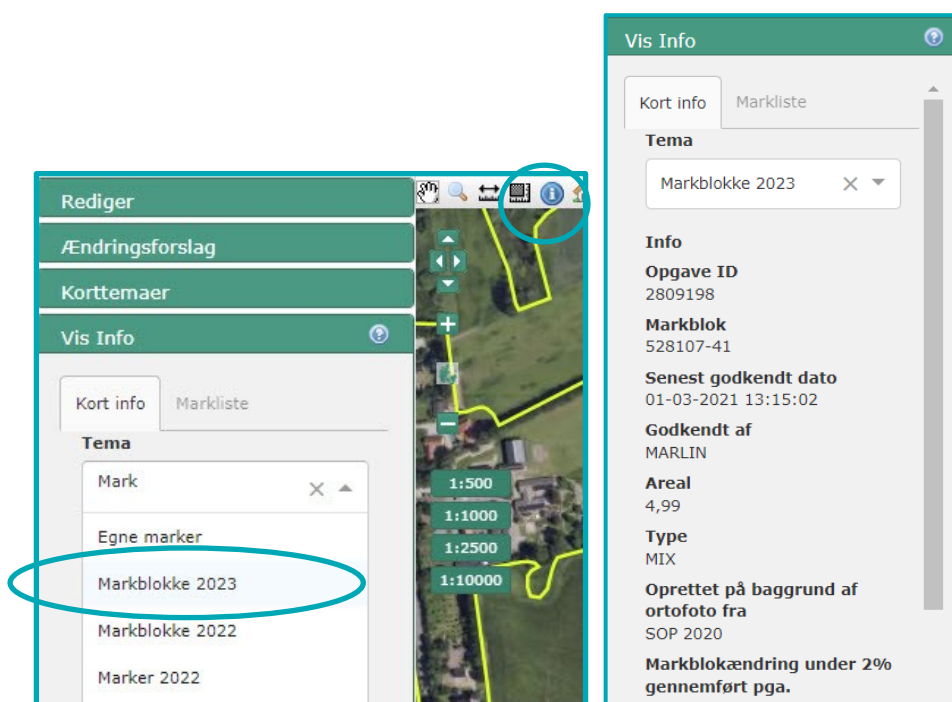 Rediger
Ændringsforslag
Korttemaer
Vis Info
Kort info Markliste
Tema
Mark
Egne marker
Markblokke 2023
Markblokke 2022
Marker 2022
1:500
1:1000
1:2500
1:10000
Vis Info
Kort info Markliste
Tema
Markblokke 2023
Info
Opgave ID
2809198
Markblok
528107-41
Senest godkendt dato
01-03-2021 13:15:02
Godkendt af
MARLIN
Areal
4,99
Type
MIX
Oprettet på baggrund af
ortofoto fra
SOP 2020
Markblokændring under 2%
gennemført pga.